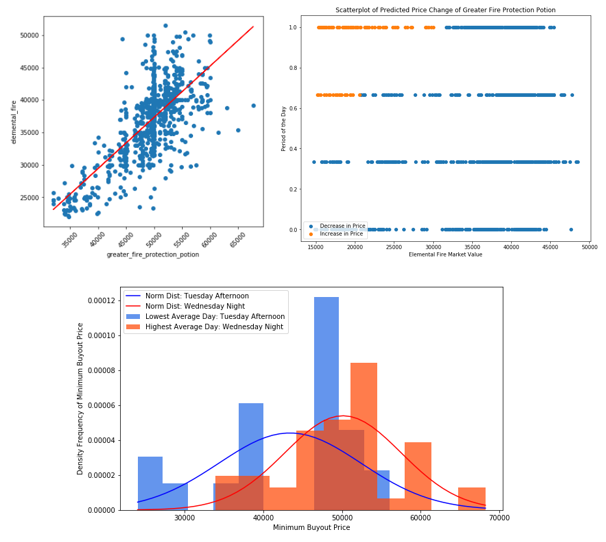 Scatterplot of Predicted Price Change of Greater Fire Protection Potion
50000
45000
40000
35000
30000
25000
elemental_fire
35000 40000 45000 50000 55000 60000 65000
greater_fire_protection_potion
1.0
0.8
0.6
0.4
0.2
0.0
Period of the Day
Decrease in Price
Increase in Price
15000 20000 25000 30000 35000 40000 45000 50000
Elemental Fire Market Value
0.00012
0.00010
0.00008
0.00006
0.00004
0.00002
0.00000
Density Frequency of Minimum Buyout Price
Norm Dist: Tuesday Afternoon
Norm Dist: Wednesday Night
Lowest Average Day: Tuesday Afternoon
Highest Average Day: Wednesday Night
30000 40000 50000 60000 70000
Minimum Buyout Price